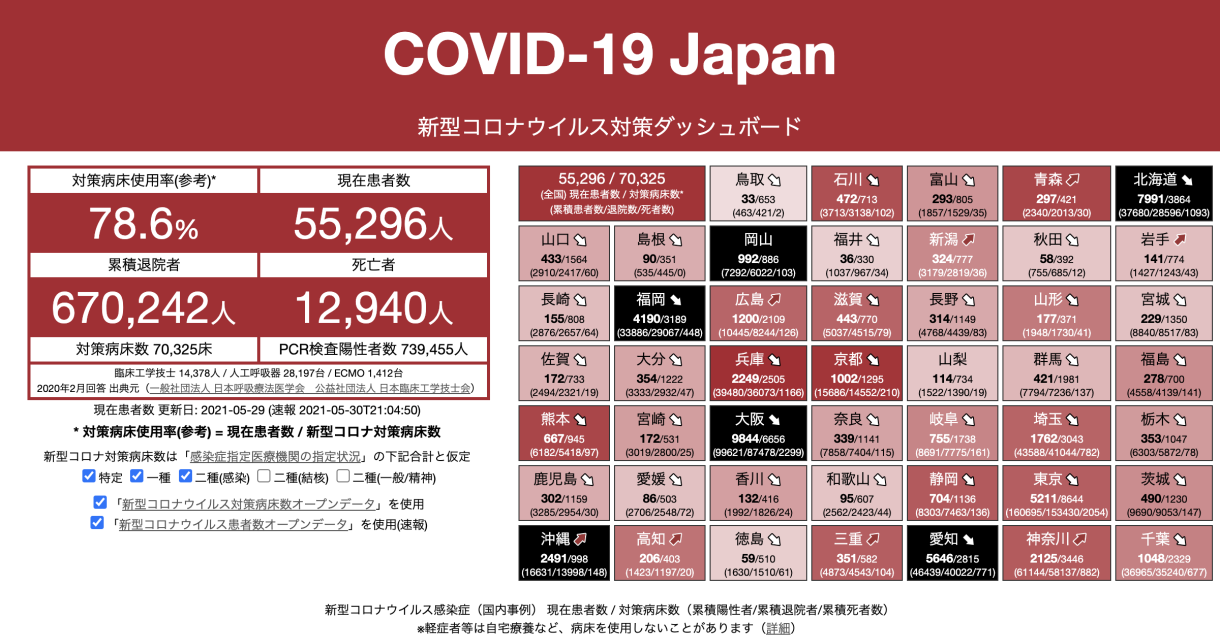 COVID-19 Japan
新型コロナウイルス対策ダッシュボード
対策病床使用率(参考)*
現在患者数
78.6%
55,296人
累積退院者
死亡者
670,242人
12,940人
対策病床数 70,325床
PCR検査陽性者数 739,455人
臨床工学技士 14,378人 / 人工呼吸器 28,197台 / ECMO 1,412台
2020年2月回答 出典元（一般社団法人 日本呼吸療法医学会　公益社団法人 日本臨床工学技士会）
現在患者数 更新日: 2021-05-29 (速報 2021-05-30T21:04:50)
* 対策病床使用率(参考) = 現在患者数 / 新型コロナ対策病床数
新型コロナ対策病床数は「感染症指定医療機関の指定状況」の下記合計と仮定
特定 一種 二種(感染) 二種(結核) 二種(一般/精神)
「新型コロナウイルス対策病床数オープンデータ」を使用
「新型コロナウイルス患者数オープンデータ」を使用(速報)
55,296 / 70,325
(全国) 現在患者数 / 対策病床数*
(累積患者数/退院数/死者数)
鳥取
33/653
(463/421/2)
石川
472/713
(3713/3138/102)
富山
293/805
(1857/1529/35)
青森
297/421
(2340/2013/30)
北海道
7991/3864
(37680/28596/1093)
山口
433/1564
(2910/2417/60)
島根
90/351
(535/445/0)
岡山
992/886
(7292/6022/103)
福井
36/330
(1037/967/34)
新潟
324/777
(3179/2819/36)
秋田
58/392
(755/685/12)
岩手
141/774
(1427/1243/43)
長崎
155/808
(2876/2657/64)
福岡
4190/3189
(33886/29067/448)
広島
1200/2109
(10445/8244/126)
滋賀
443/770
(5037/4515/79)
長野
314/1149
(4768/4439/83)
山形
177/371
(1948/1730/41)
宮城
229/1350
(8840/8517/83)
佐賀
172/733
(2494/2321/19)
大分
354/1222
(3333/2932/47)
兵庫
2249/2505
(39480/36073/1166)
京都
1002/1295
(15686/14552/210)
山梨
114/734
(1522/1390/19)
群馬
421/1981
(7794/7236/137)
福島
278/700
(4558/4139/141)
熊本
667/945
(6182/5418/97)
宮崎
172/531
(3019/2800/25)
大阪
9844/6656
(99621/87478/2299)
奈良
339/1141
(7858/7404/115)
岐阜
755/1738
(8691/7775/161)
埼玉
1762/3043
(43588/41044/782)
栃木
353/1047
(6303/5872/78)
鹿児島
302/1159
(3285/2954/30)
愛媛
86/503
(2706/2548/72)
香川
132/416
(1992/1826/24)
和歌山
95/607
(2562/2423/44)
静岡
704/1136
(8303/7463/136)
東京
5211/8644
(160695/153430/2054)
茨城
490/1230
(9690/9053/147)
沖縄
2491/998
(16631/13998/148)
高知
206/403
(1423/1197/20)
徳島
59/510
(1630/1510/61)
三重
351/582
(4873/4543/104)
愛知
5646/2815
(46439/40022/771)
神奈川
2125/3446
(61144/58137/882)
千葉
1048/2329
(36965/35240/677)
新型コロナウイルス感染症（国内事例） 現在患者数 / 対策病床数（累積陽性者/累積退院者/累積死者数）
※軽症者等は自宅療養など、病床を使用しないことがあります（詳細）